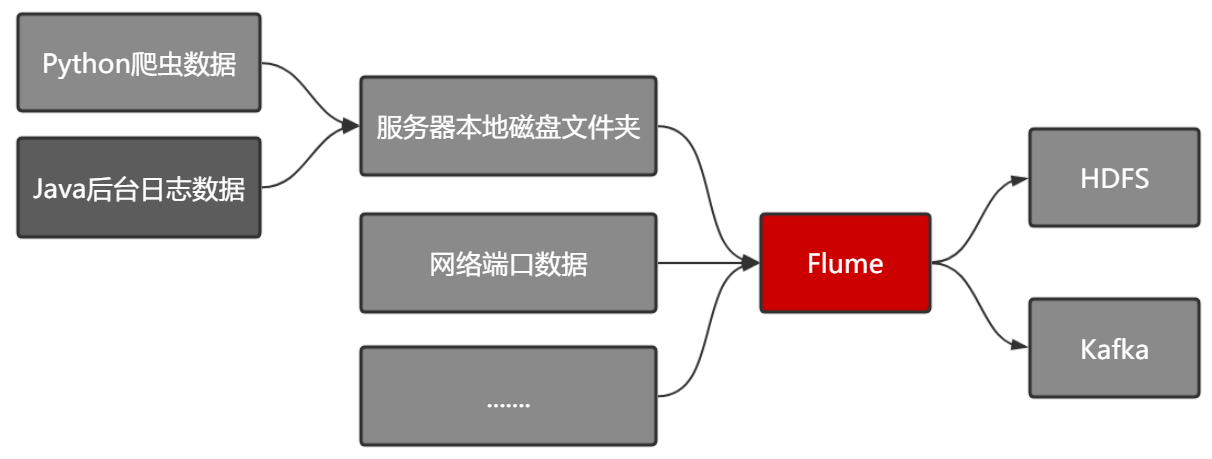 Python爬虫数据
Java后台日志数据
服务器本地磁盘文件夹
网络端口数据
.......
Flume
HDFS
Kafka